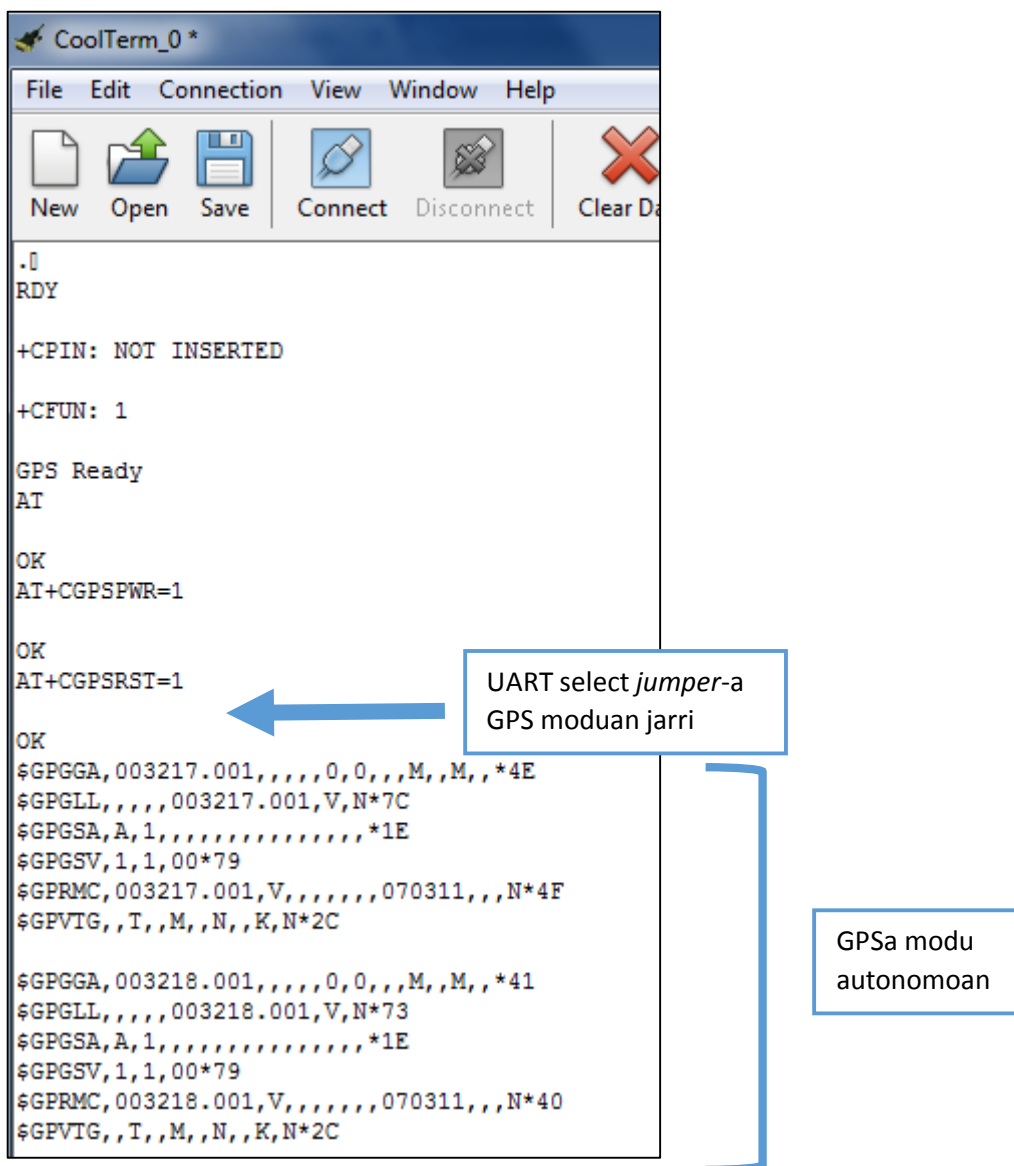 CoolTerm_0 *
File Edit Connection View Window Help
New Open Save Connect Disconnect Clear Da
.▯
RDY
+CPIN: NOT INSERTED
+CFUN: 1
GPS Ready
AT
OK
AT+CGPSPWR=1
OK
AT+CGPSRST=1
UART select jumper-a
GPS moduan jarri
OK
$GPGGA,003217.001,,,,,0,0,,,M,,M,,*4E
$GPGLL,,,,,003217.001,V,N*7C
$GPGSA,A,1,,,,,,,,,,,,,,,*1E
$GPGSV,1,1,00*79
$GPRMC,003217.001,V,,,,,,,070311,,,N*4F
$GPVTG,,T,,M,,N,,K,N*2C
$GPGGA,003218.001,,,,,0,0,,,M,,M,,*41
$GPGLL,,,,,003218.001,V,N*73
$GPGSA,A,1,,,,,,,,,,,,,,,*1E
$GPGSV,1,1,00*79
$GPRMC,003218.001,V,,,,,,,070311,,,N*40
$GPVTG,,T,,M,,N,,K,N*2C
GPSa modu
autonomoan